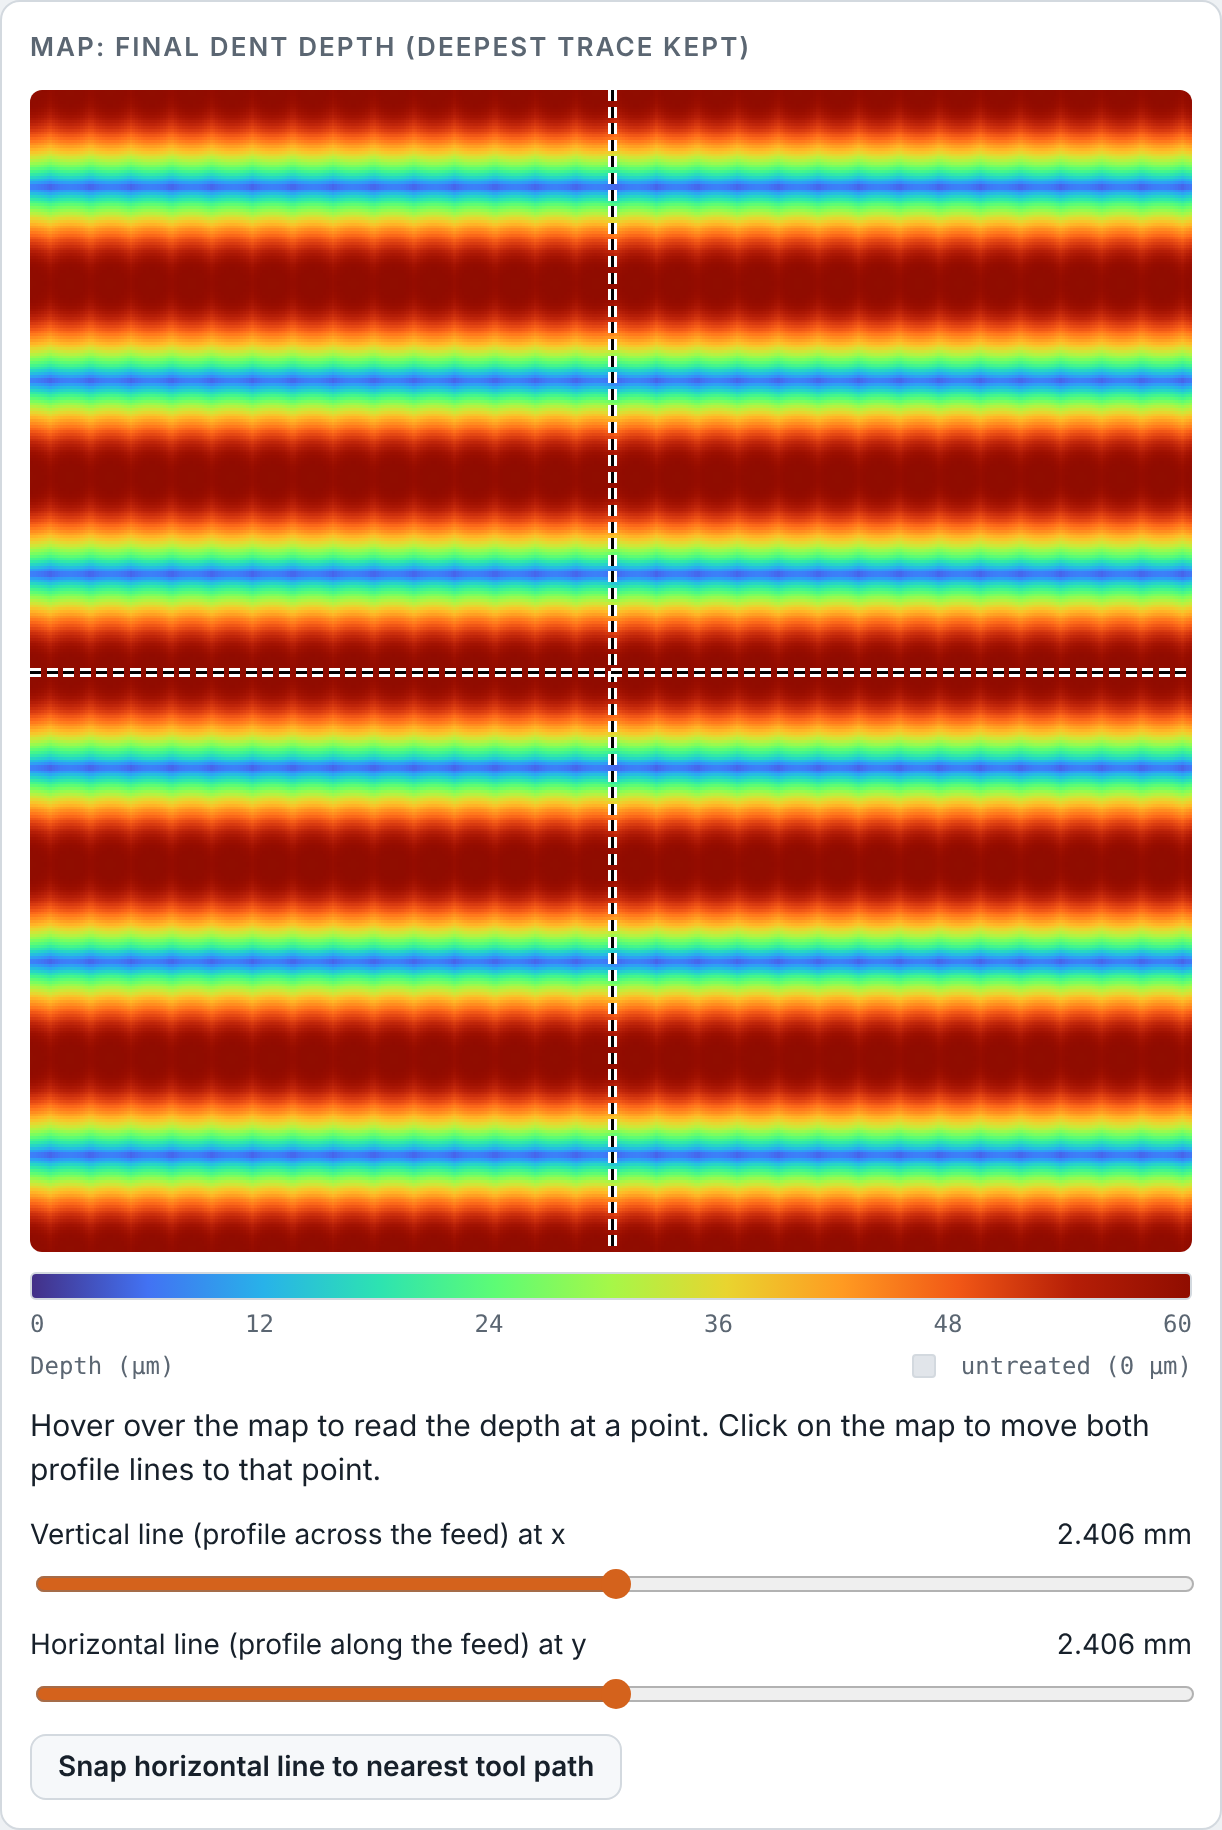 MAP: FINAL DENT DEPTH (DEEPEST TRACE KEPT)
0 12 24 36 48 60
Depth (µm) untreated (0 µm)
Hover over the map to read the depth at a point. Click on the map to move both
profile lines to that point.
Vertical line (profile across the feed) at x 2.406 mm
Horizontal line (profile along the feed) at y 2.406 mm
Snap horizontal line to nearest tool path